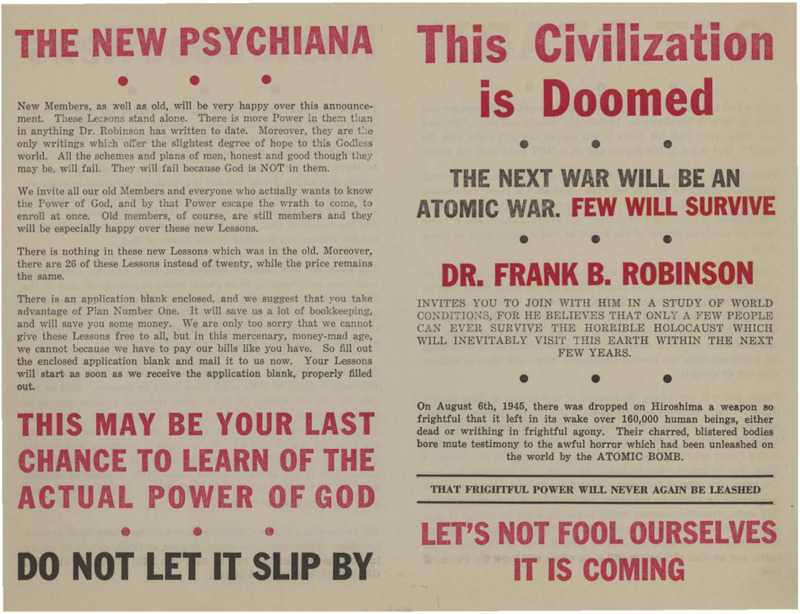 THE NEW PSYCHIANA
New Members, as well as old, will be very happy over this announce-
ment. These Lessons stand alone. There is more Power in them than
in anything Dr. Robinson has written to date. Moreover, they are the
only writings which offer the slightest degree of hope to this Godless
world. All the schemes and plans of men, honest and good though they
may be, will fail. They will fail because God is NOT in them.
We invite all our old Members and everyone who actually wants to know
the Power of God, and by that Power escape the wrath to come, to
enroll at once. Old members, of course, are still members and they
will be especially happy over these new Lessons.
There is nothing in these new Lessons which was in the old. Moreover,
there are 26 of these Lessons instead of twenty, while the price remains
the same.
There is an application blank enclosed, and we suggest that you take
advantage of Plan Number One. It will save us a lot of bookkeeping,
and will save you some money. We are only too sorry that we cannot
give these Lessons free to all, but in this mercenary, money-mad age,
we cannot because we have to pay our bills like you have. So fill out
the enclosed application blank and mail it to us now. Your Lessons
will start as soon as we receive the application blank, properly filled
out.
THIS MAY BE YOUR LAST
CHANCE TO LEARN OF THE
ACTUAL POWER OF GOD
DO NOT LET IT SLIP BY
This Civilization
is Doomed
THE NEXT WAR WILL BE AN
ATOMIC WAR. FEW WILL SURVIVE
DR. FRANK B. ROBINSON
INVITES YOU TO JOIN WITH HIM IN A STUDY OF WORLD
CONDITIONS, FOR HE BELIEVES THAT ONLY A FEW PEOPLE
CAN EVER SURVIVE THE HORRIBLE HOLOCAUST WHICH
WILL INEVITABLY VISIT THIS EARTH WITHIN THE NEXT
FEW YEARS.
On August 6th, 1945, there was dropped on Hiroshima a weapon so
frightful that it left in its wake over 160,000 human beings, either
dead or writhing in frightful agony. Their charred, blistered bodies
bore mute testimony to the awful horror which had been unleashed on
the world by the ATOMIC BOMB.
THAT FRIGHTFUL POWER WILL NEVER AGAIN BE LEASHED
LET'S NOT FOOL OURSELVES
IT IS COMING